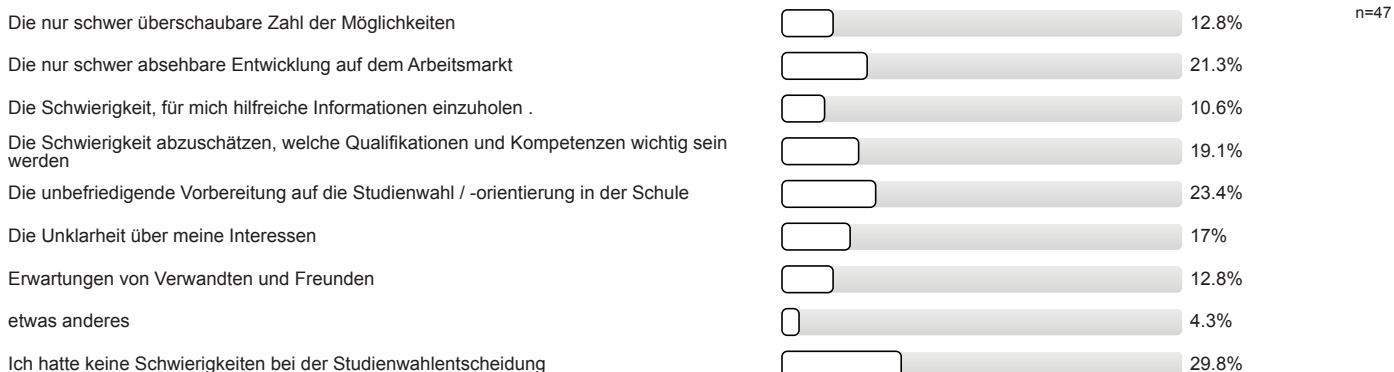 Die nur schwer überschaubare Zahl der Möglichkeiten 12.8% n=47
Die nur schwer absehbare Entwicklung auf dem Arbeitsmarkt 21.3%
Die Schwierigkeit, für mich hilfreiche Informationen einzuholen . 10.6%
Die Schwierigkeit abzuschätzen, welche Qualifikationen und Kompetenzen wichtig sein
werden 19.1%
Die unbefriedigende Vorbereitung auf die Studienwahl / -orientierung in der Schule 23.4%
Die Unklarheit über meine Interessen 17%
Erwartungen von Verwandten und Freunden 12.8%
etwas anderes 4.3%
Ich hatte keine Schwierigkeiten bei der Studienwahlentscheidung 29.8%